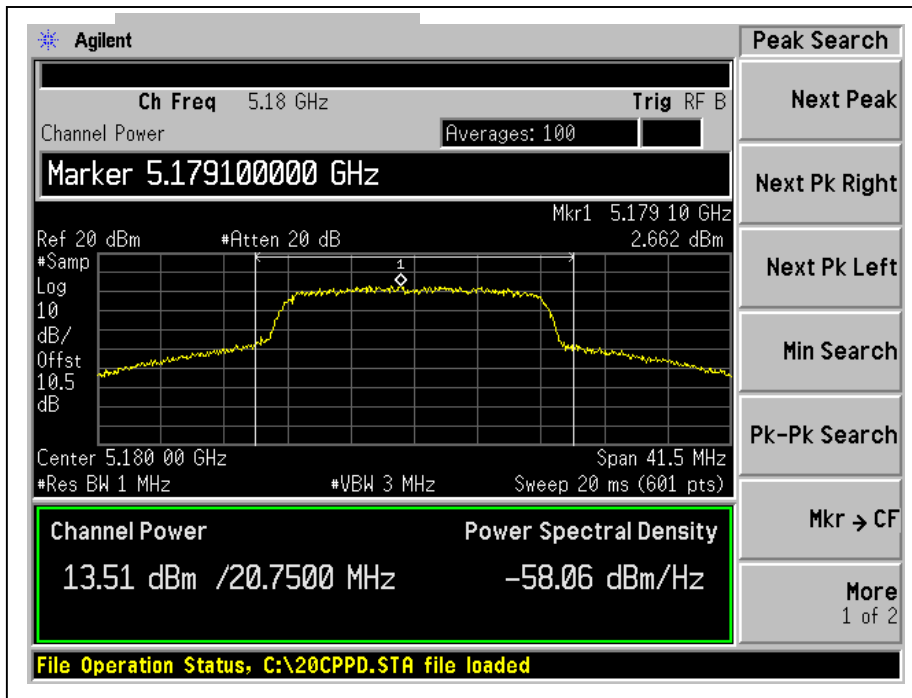 Agilent
Peak Search
Ch Freq 5.18 GHz Trig RF B
Channel Power Averages: 100
Marker 5.179100000 GHz
Mkr1 5.179 10 GHz
Ref 20 dBm #Atten 20 dB 2.662 dBm
#Samp
Log
10
dB/
Offst
10.5
dB
1
Center 5.180 00 GHz Span 41.5 MHz
#Res BW 1 MHz #VBW 3 MHz Sweep 20 ms (601 pts)
Channel Power Power Spectral Density
13.51 dBm /20.7500 MHz -58.06 dBm/Hz
File Operation Status, C:\20CPPD.STA file loaded
Next Peak
Next Pk Right
Next Pk Left
Min Search
Pk-Pk Search
Mkr → CF
More
1 of 2